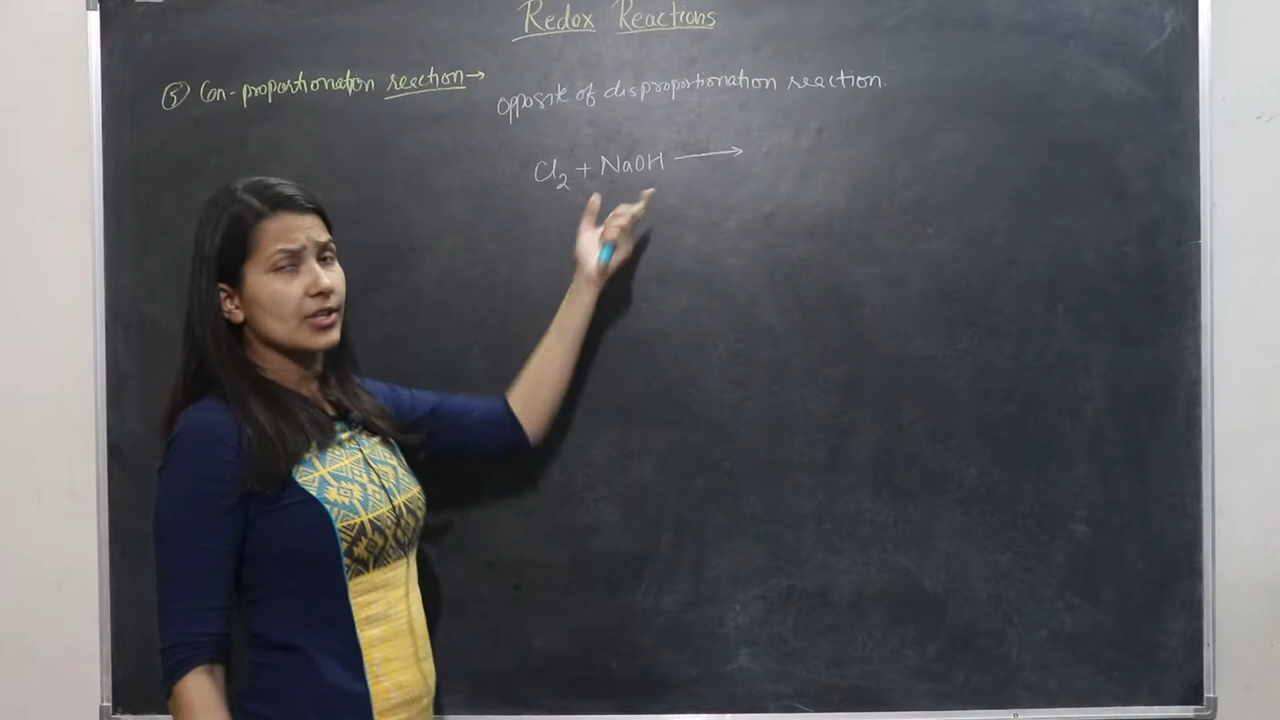 Redox Reactions
⑤ Con-proportionation reaction→ opposite of disproportionation reaction.
Cl₂ + NaOH ⟶